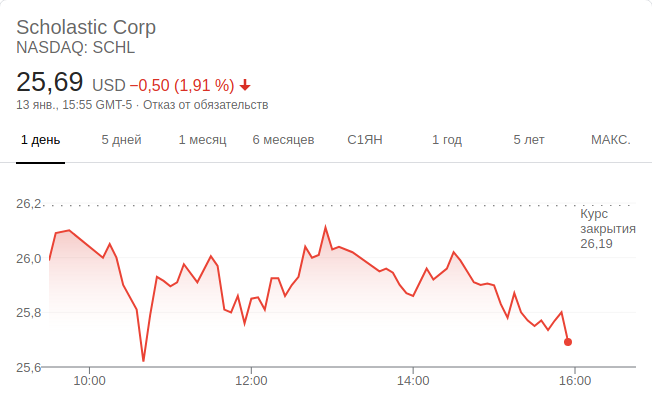 Scholastic Corp
NASDAQ: SCHL
25,69 USD −0,50 (1,91 %)
13 янв., 15:55 GMT-5 · Отказ от обязательств
1 день 5 дней 1 месяц 6 месяцев С1ЯН 1 год 5 лет МАКС.
26,2
Курс
закрытия
26,19
26,0
25,8
25,6
10:00 12:00 14:00 16:00